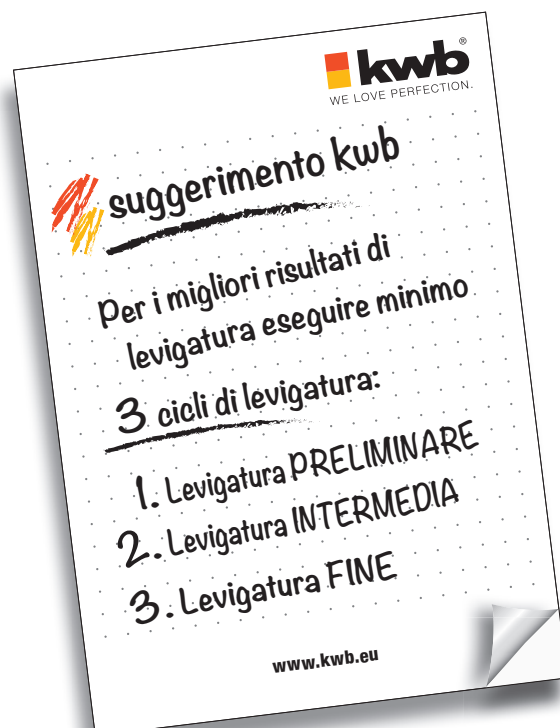 kwb®
WE LOVE PERFECTION.
suggerimento kwb
Per i migliori risultati di
levigatura eseguire minimo
3 cicli di levigatura:
1. Levigatura PRELIMINARE
2. Levigatura INTERMEDIA
3. Levigatura FINE
www.kwb.eu